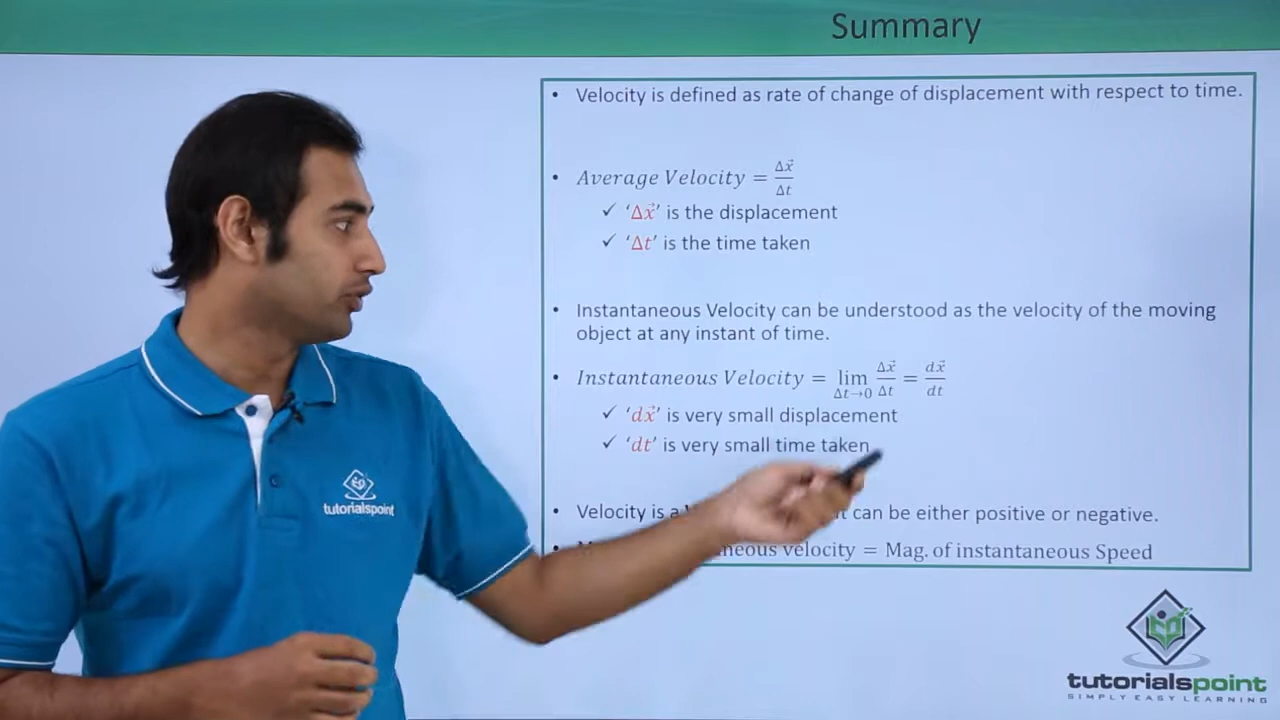 Summary
• Velocity is defined as rate of change of displacement with respect to time.
• Average Velocity = Δx⃗/Δt
✓ ‘Δx⃗’ is the displacement
✓ ‘Δt’ is the time taken
• Instantaneous Velocity can be understood as the velocity of the moving
object at any instant of time.
• Instantaneous Velocity = lim Δt→0 Δx⃗/Δt = dx⃗/dt
✓ ‘dx⃗’ is very small displacement
✓ ‘dt’ is very small time taken
• Velocity is a can be either positive or negative.
velocity = Mag. of instantaneous Speed
tutorialspoint
tutorialspoint
SIMPLY EASY LEARNING